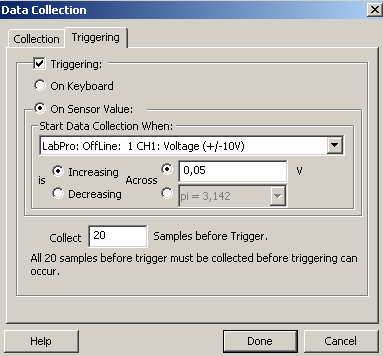 Data Collection
Collection Triggering
Triggering:
On Keyboard
On Sensor Value:
Start Data Collection When:
LabPro: OffLine: 1 CH1: Voltage (+/-10V)
is Increasing Across 0,05 V
Decreasing pi = 3,142
Collect 20 Samples before Trigger.
All 20 samples before trigger must be collected before triggering can
occur.
Help Done Cancel